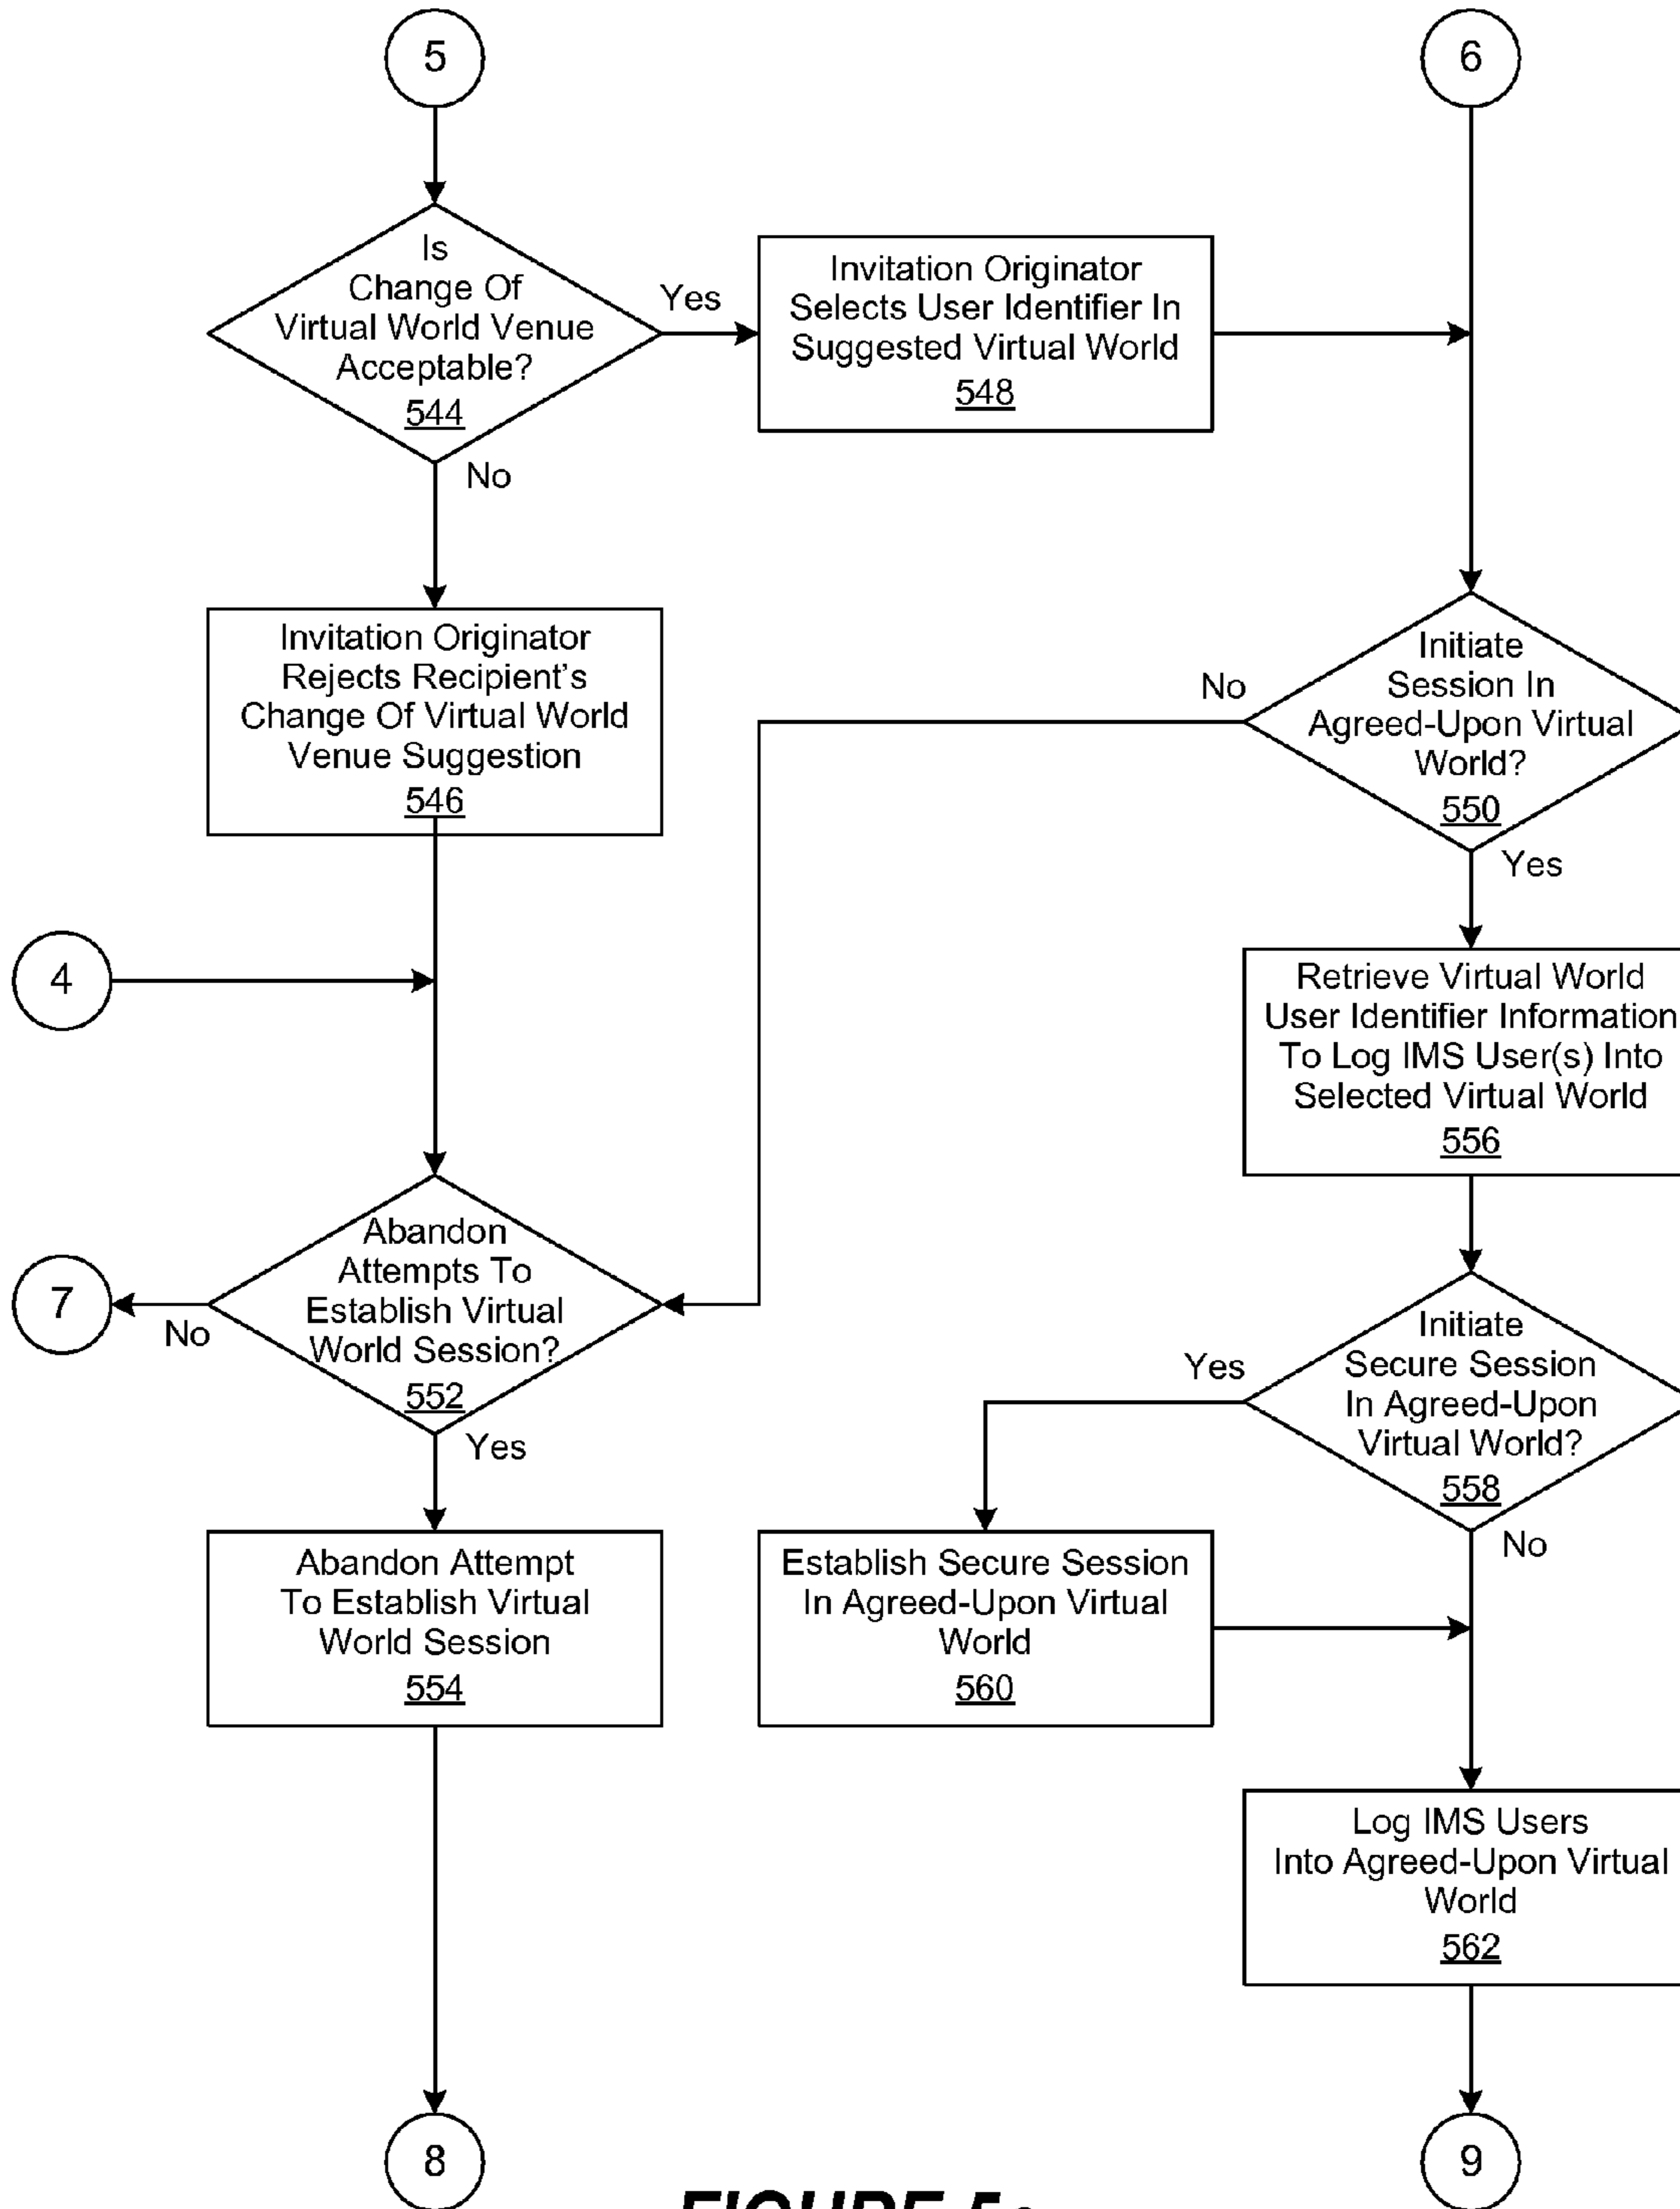 5
6
Is
Change Of
Virtual World Venue
Acceptable?
544
Yes
No
Invitation Originator
Selects User Identifier In
Suggested Virtual World
548
Invitation Originator
Rejects Recipient's
Change Of Virtual World
Venue Suggestion
546
Initiate
Session In
Agreed-Upon Virtual
World?
550
No
Yes
4
Retrieve Virtual World
User Identifier Information
To Log IMS User(s) Into
Selected Virtual World
556
Abandon
Attempts To
Establish Virtual
World Session?
552
7
No
Yes
Initiate
Secure Session
In Agreed-Upon
Virtual World?
558
Yes
No
Abandon Attempt
To Establish Virtual
World Session
554
Establish Secure Session
In Agreed-Upon Virtual
World
560
Log IMS Users
Into Agreed-Upon Virtual
World
562
8
9